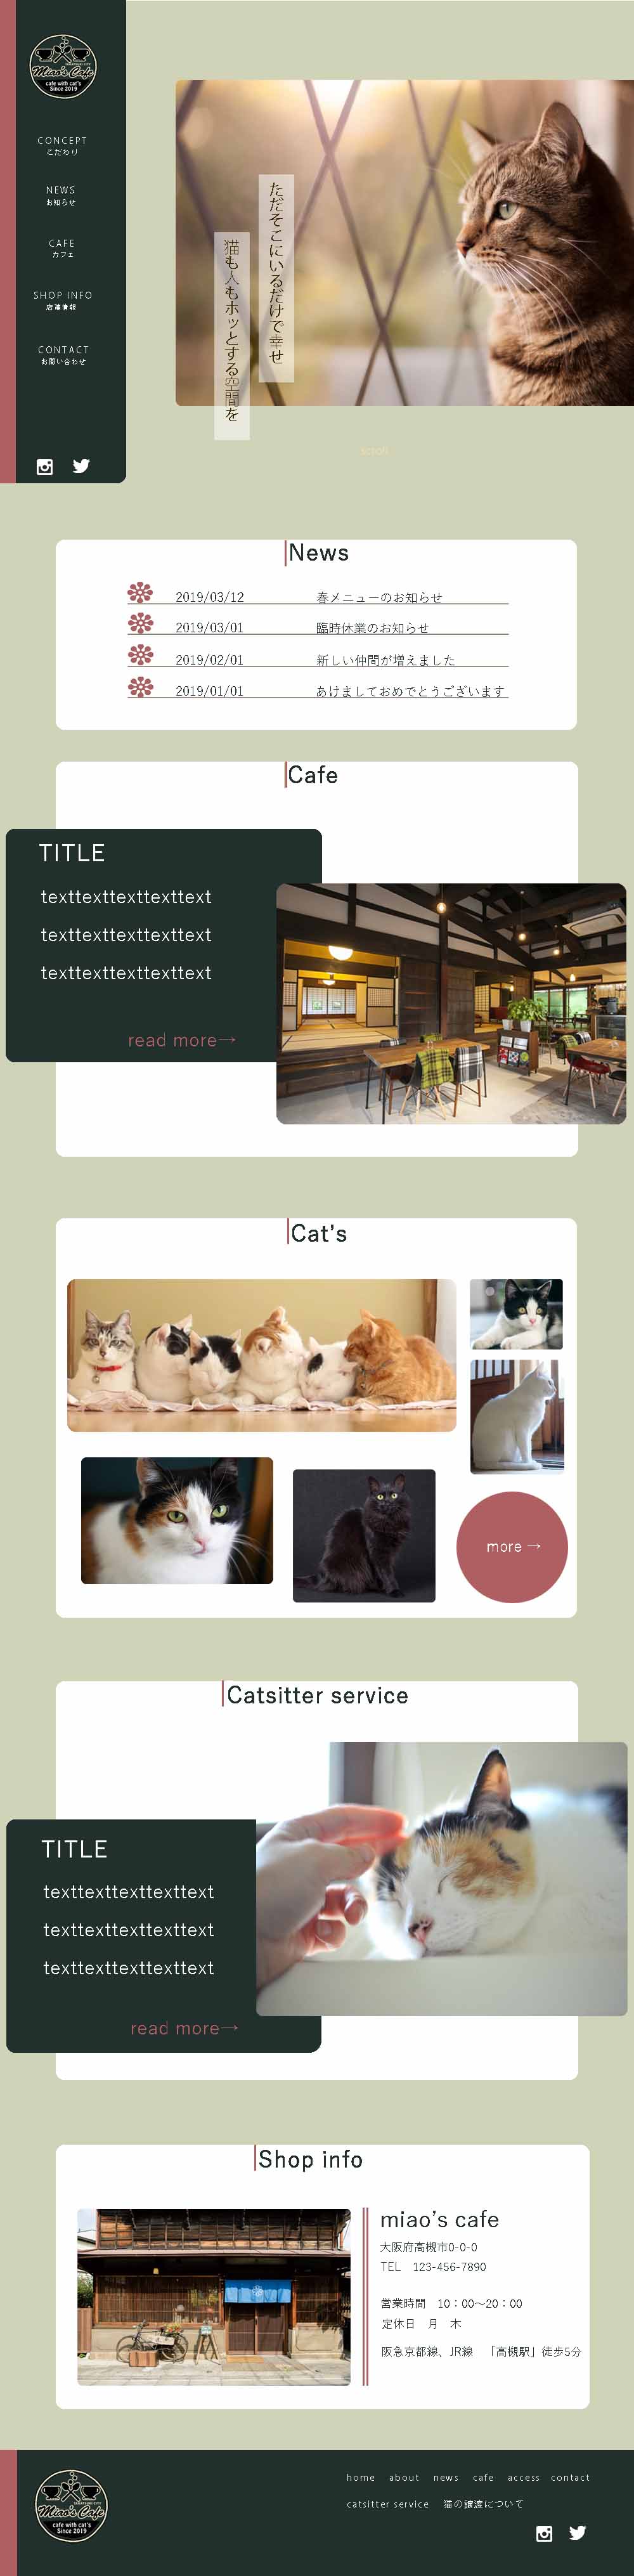 TAKATSUKI CITY
Miao's Cafe
cafe with cat's
Since 2019
CONCEPT
こだわり
NEWS
お知らせ
CAFE
カフェ
SHOP INFO
店舗情報
CONTACT
お問い合わせ
ただそこにいるだけで幸せ
猫も人もホッとする空間を
scroll
News
2019/03/12 春メニューのお知らせ
2019/03/01 臨時休業のお知らせ
2019/02/01 新しい仲間が増えました
2019/01/01 あけましておめでとうございます
Cafe
TITLE
texttexttexttexttext
texttexttexttexttext
texttexttexttexttext
read more→
Cat's
more →
Catsitter service
TITLE
texttexttexttexttext
texttexttexttexttext
texttexttexttexttext
read more→
Shop info
miao's cafe
大阪府高槻市0-0-0
TEL 123-456-7890
営業時間 10：00～20：00
定休日 月 木
阪急京都線、JR線 「高槻駅」徒歩5分
TAKATSUKI CITY
Miao's Cafe
cafe with cat's
Since 2019
home about news cafe access contact
catsitter service 猫の譲渡について